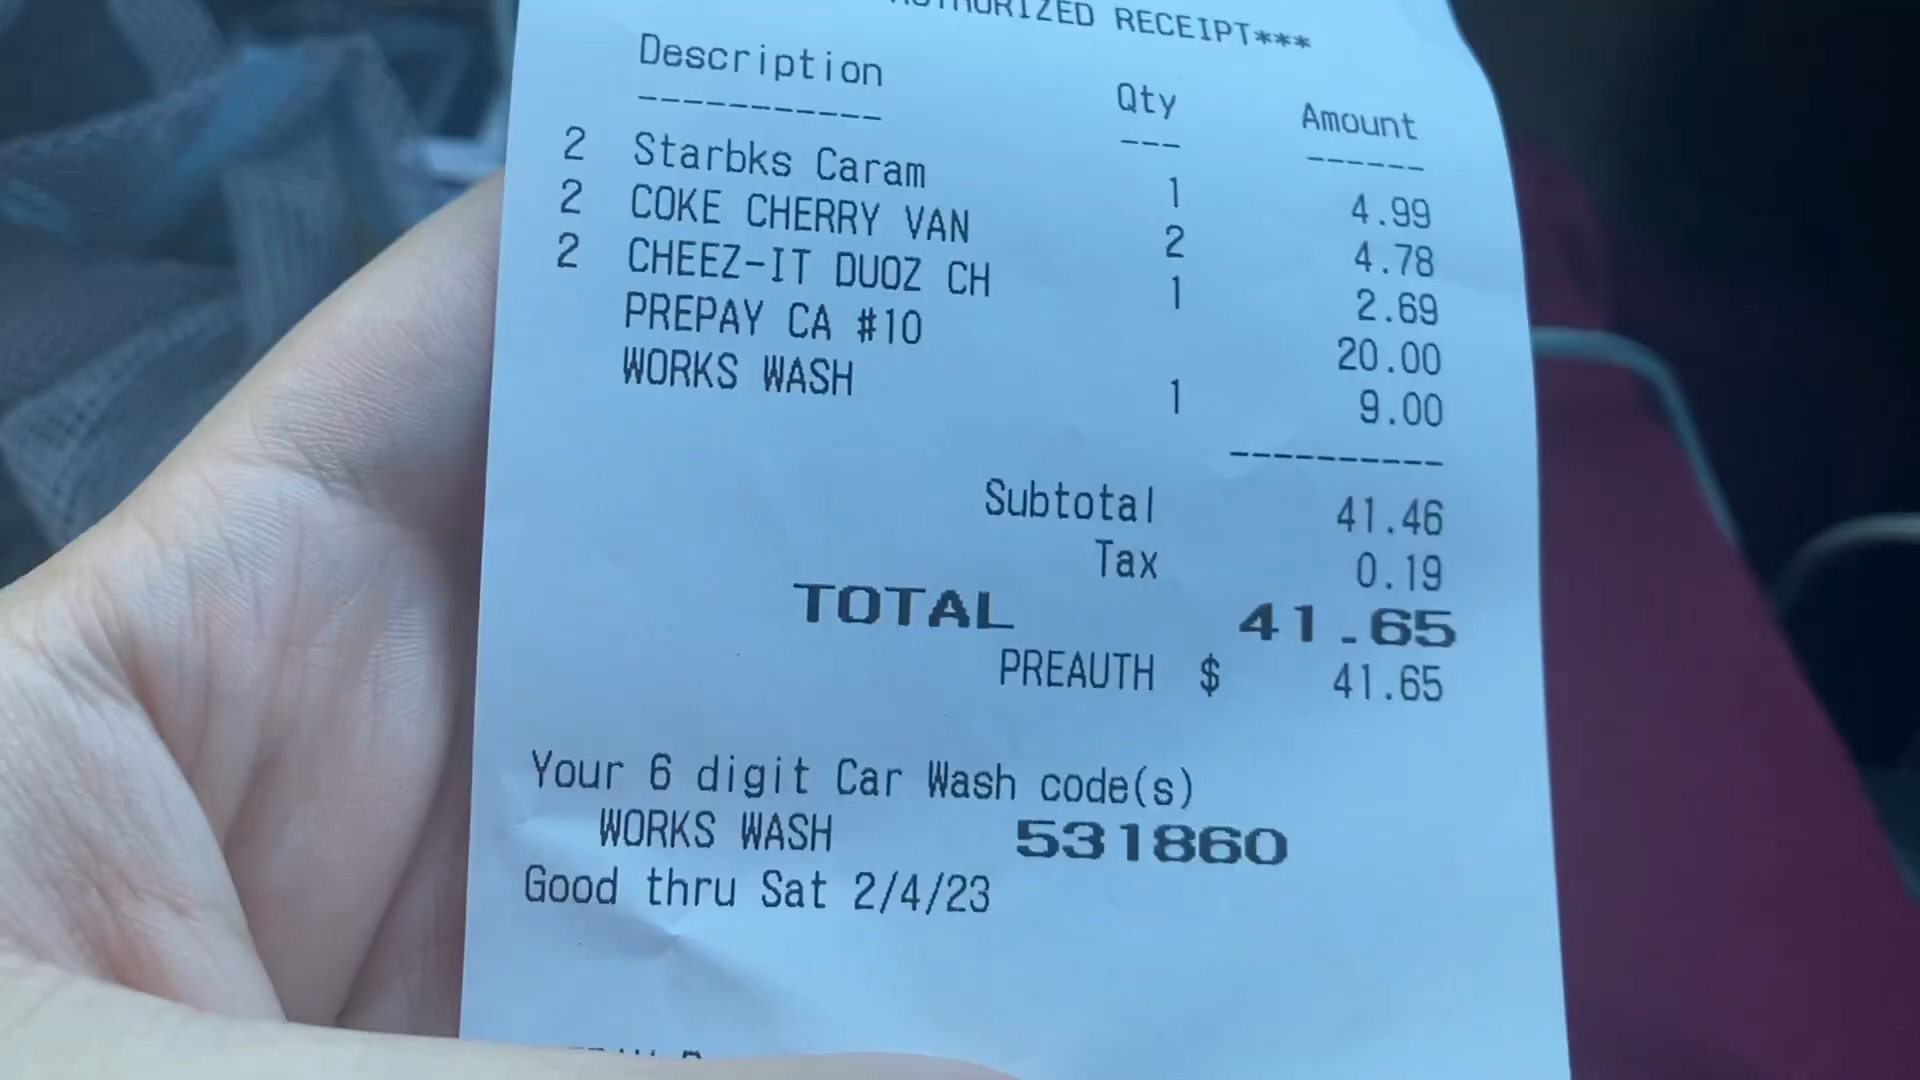 AUTHORIZED RECEIPT***
Description Qty Amount
----------- --- ------
2 Starbks Caram 1 4.99
2 COKE CHERRY VAN 2 4.78
2 CHEEZ-IT DUOZ CH 1 2.69
PREPAY CA #10 20.00
WORKS WASH 1 9.00
----------
Subtotal 41.46
Tax 0.19
TOTAL 41.65
PREAUTH $ 41.65
Your 6 digit Car Wash code(s)
WORKS WASH 531860
Good thru Sat 2/4/23